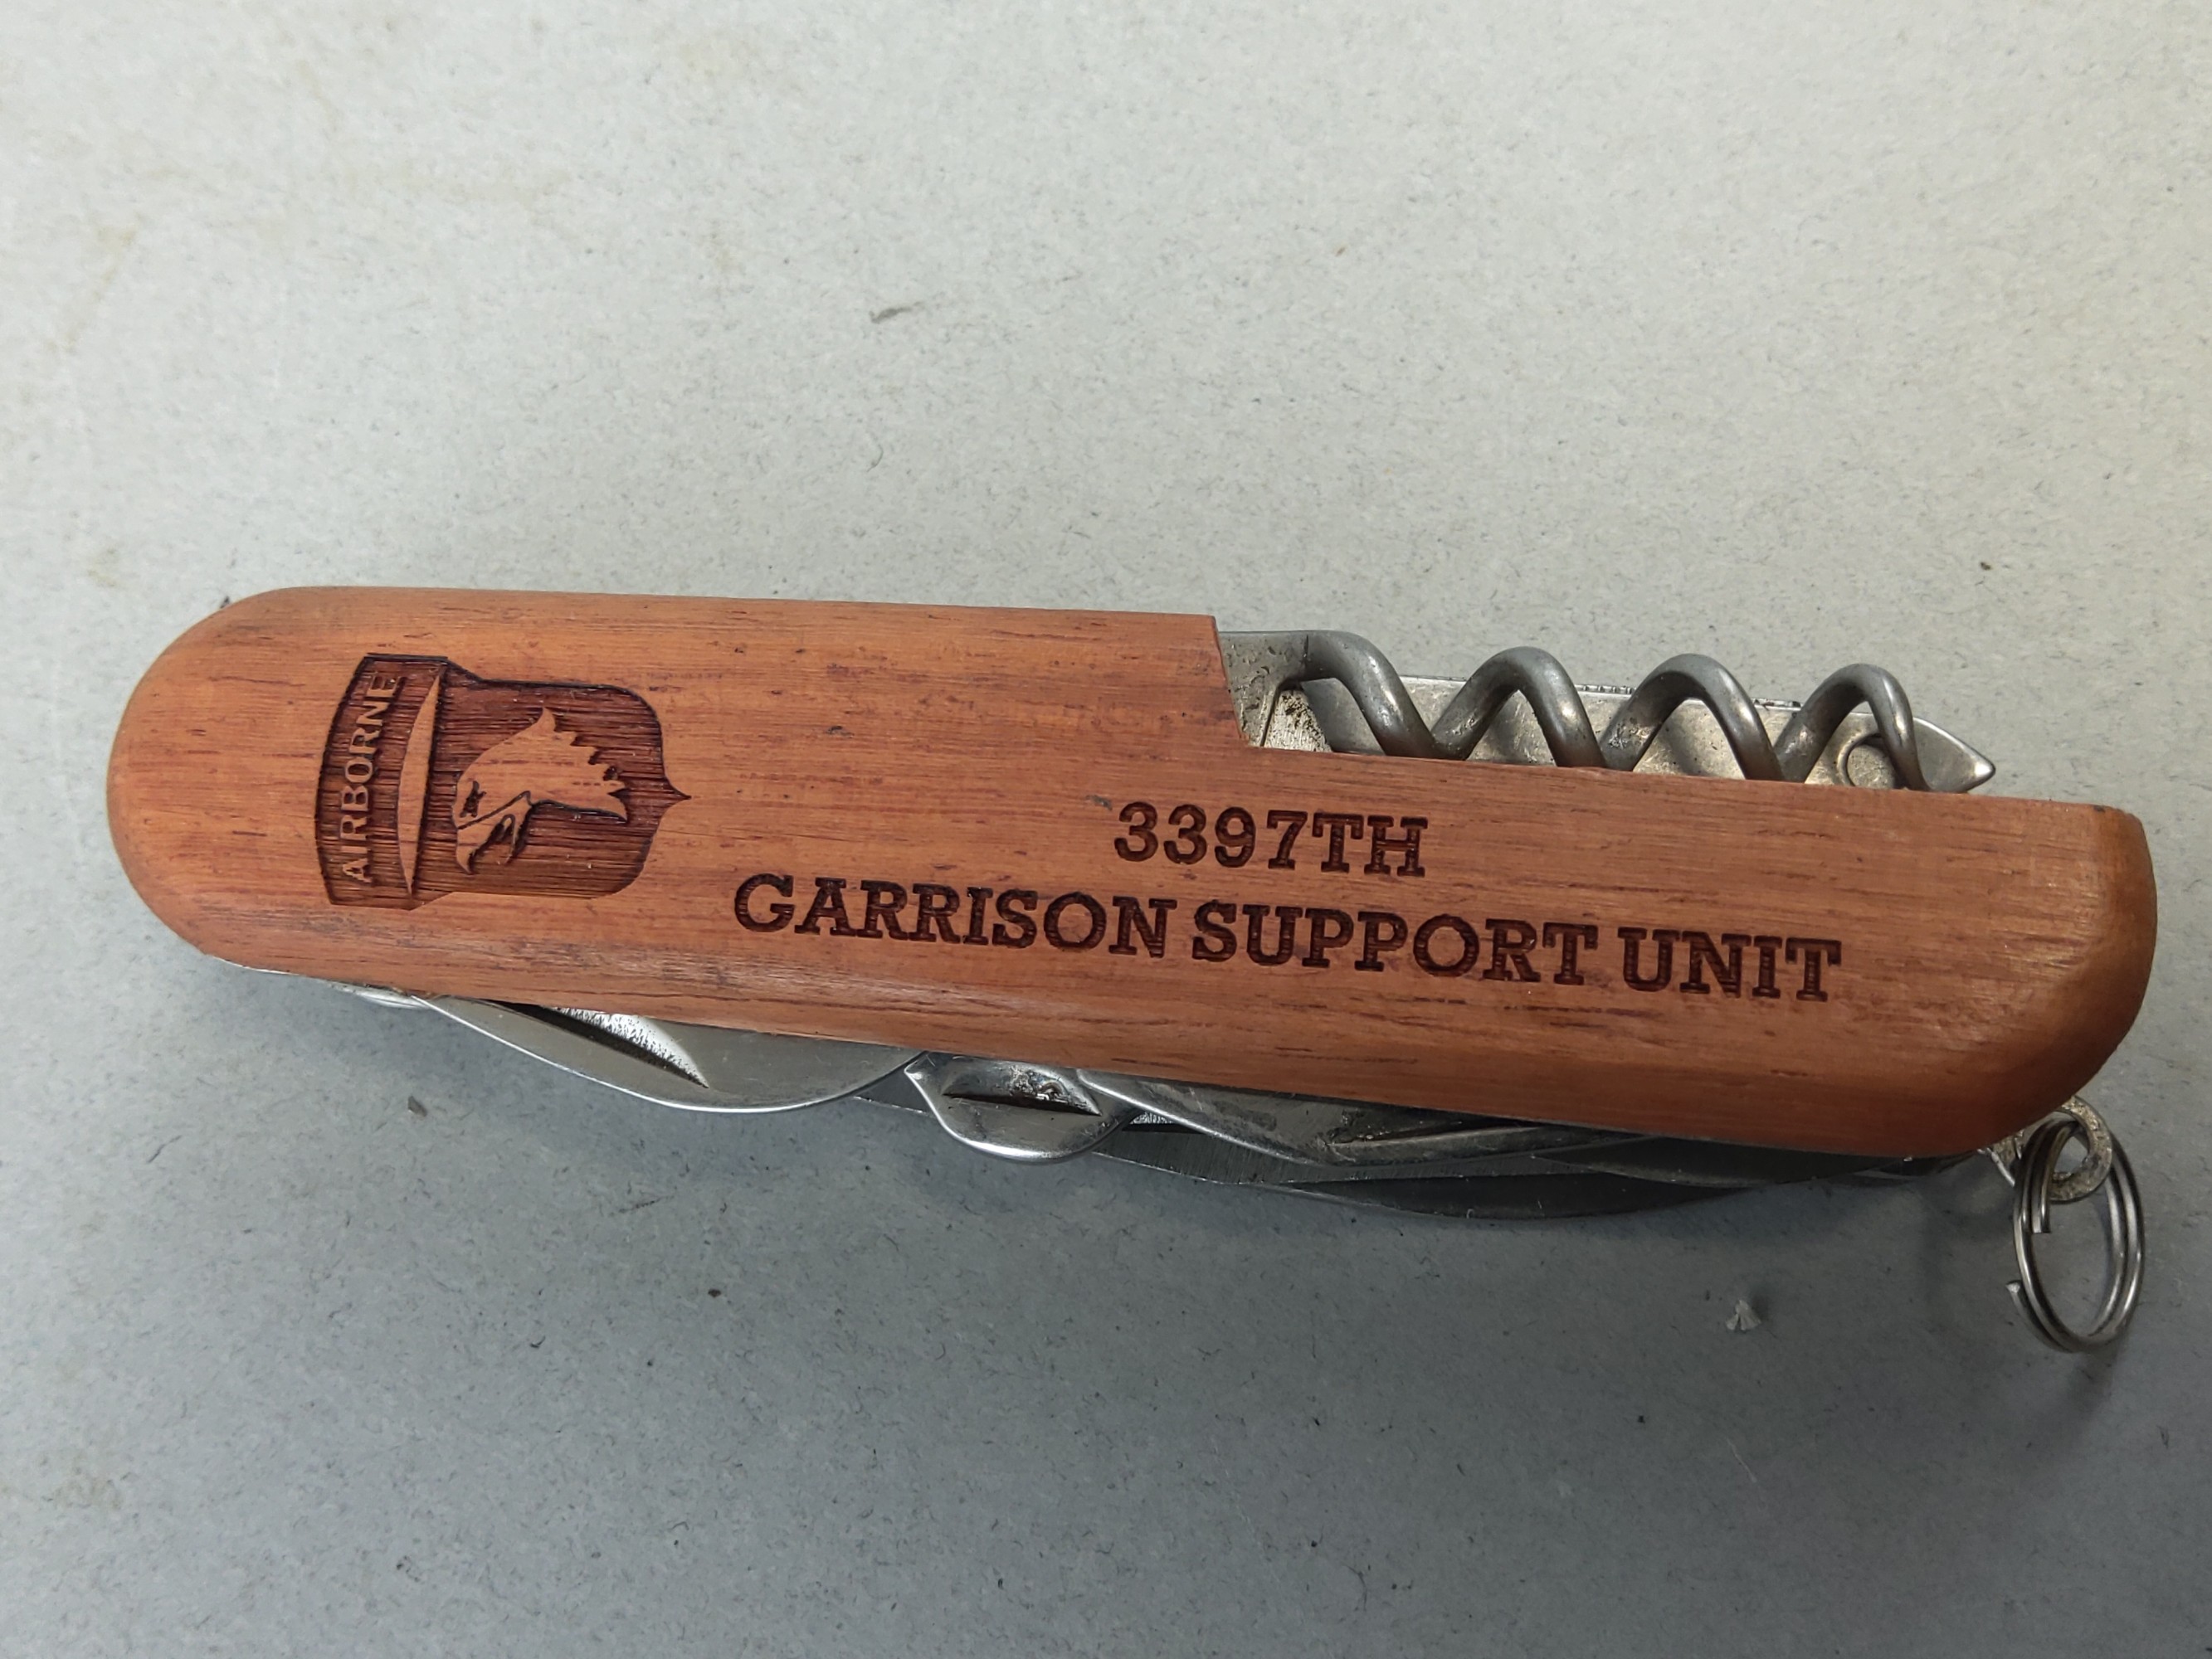 AIRBORNE
3397TH
GARRISON SUPPORT UNIT